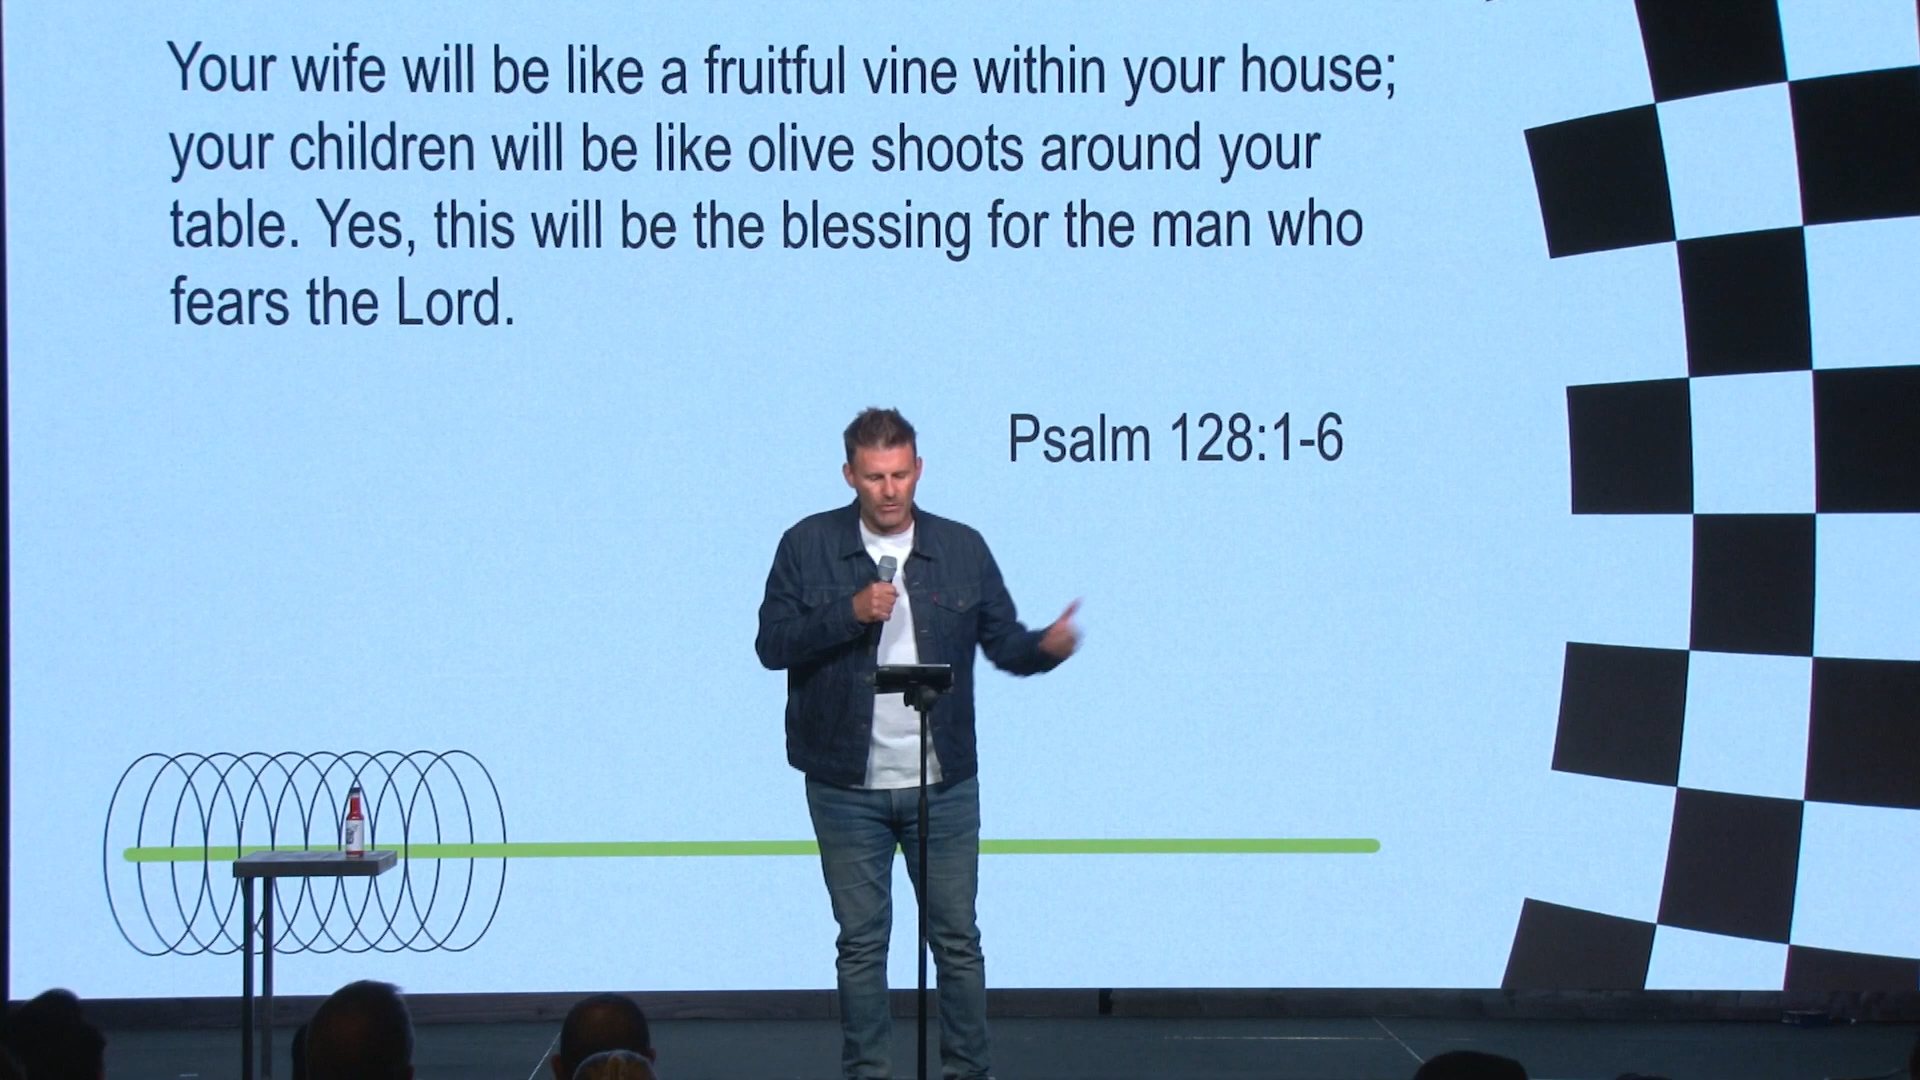 Your wife will be like a fruitful vine within your house;
your children will be like olive shoots around your
table. Yes, this will be the blessing for the man who
fears the Lord.
Psalm 128:1-6